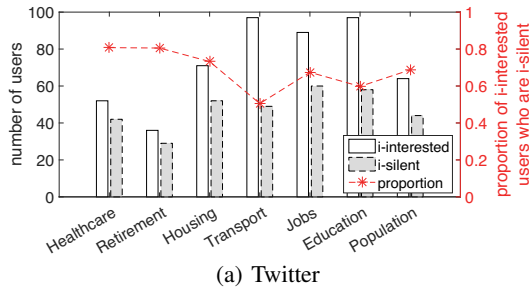 100
80
60
40
20
0
number of users
1
0.8
0.6
0.4
0.2
0
proportion of i-interested
users who are i-silent
i-interested
i-silent
proportion
Healthcare
Retirement
Housing
Transport
Jobs
Education
Population
(a) Twitter